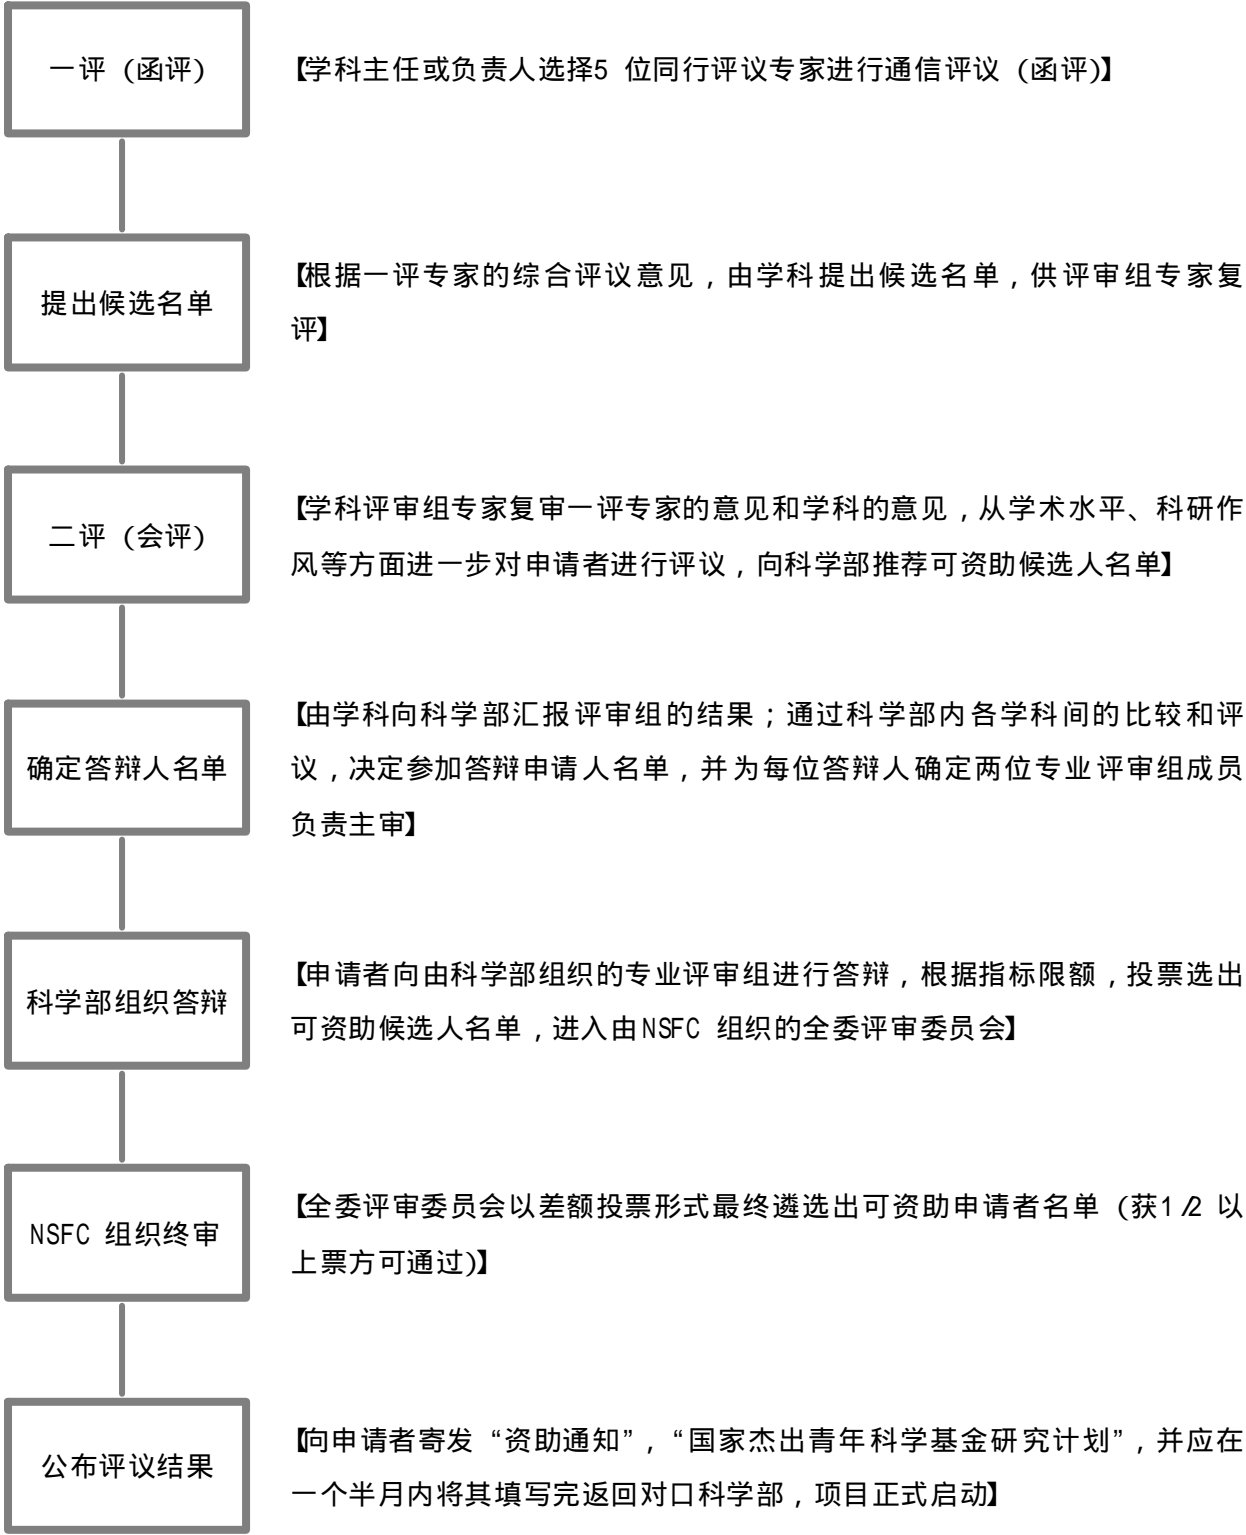 一评 (函评)
【学科主任或负责人选择5 位同行评议专家进行通信评议 (函评)】
提出候选名单
【根据一评专家的综合评议意见，由学科提出候选名单，供评审组专家复
评】
二评 (会评)
【学科评审组专家复审一评专家的意见和学科的意见，从学术水平、科研作
风等方面进一步对申请者进行评议，向科学部推荐可资助候选人名单】
确定答辩人名单
【由学科向科学部汇报评审组的结果；通过科学部内各学科间的比较和评
议，决定参加答辩申请人名单，并为每位答辩人确定两位专业评审组成员
负责主审】
科学部组织答辩
【申请者向由科学部组织的专业评审组进行答辩，根据指标限额，投票选出
可资助候选人名单，进入由NSFC 组织的全委评审委员会】
NSFC 组织终审
【全委评审委员会以差额投票形式最终遴选出可资助申请者名单 (获1/2 以
上票方可通过)】
公布评议结果
【向申请者寄发 “资助通知”, “国家杰出青年科学基金研究计划”, 并应在
一个半月内将其填写完返回对口科学部，项目正式启动】